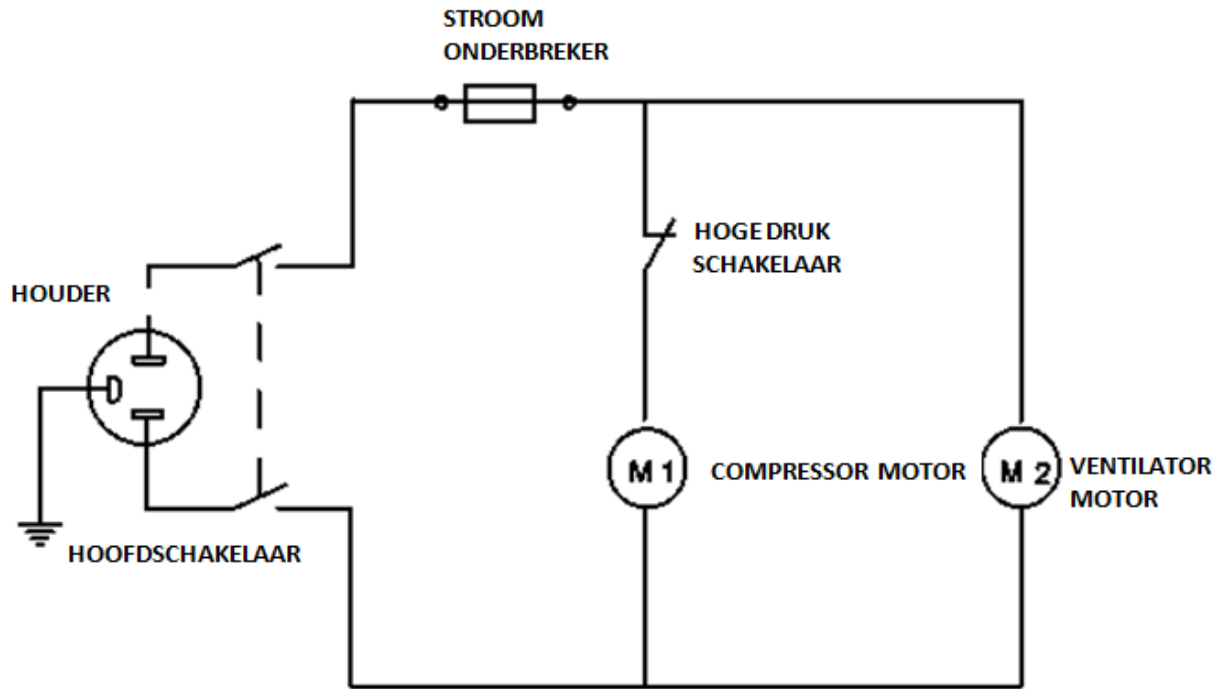 STROOM
ONDERBREKER
HOGEDRUK
SCHAKELAAR
HOUDER
M 1
COMPRESSOR MOTOR
M 2
VENTILATOR
MOTOR
HOOFDSCHAKELAAR